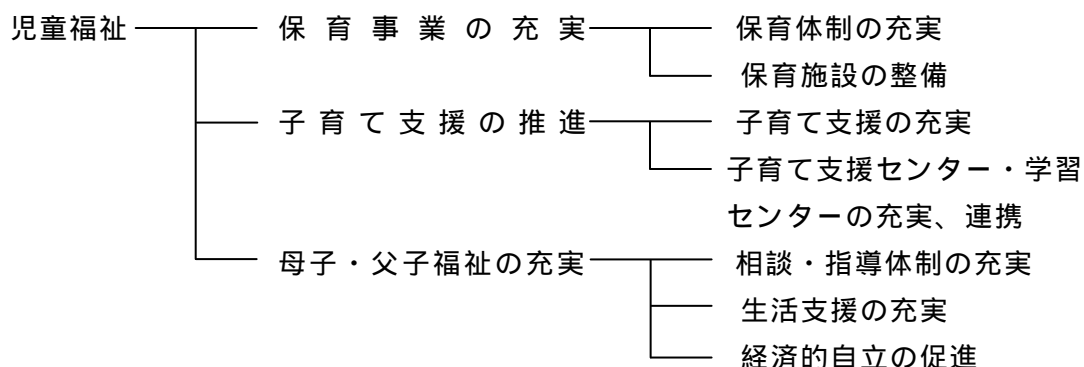 児童福祉 保育事業の充実 保育体制の充実
保育施設の整備
子育て支援の推進 子育て支援の充実
子育て支援センター・学習
センターの充実、連携
母子・父子福祉の充実 相談・指導体制の充実
生活支援の充実
経済的自立の促進